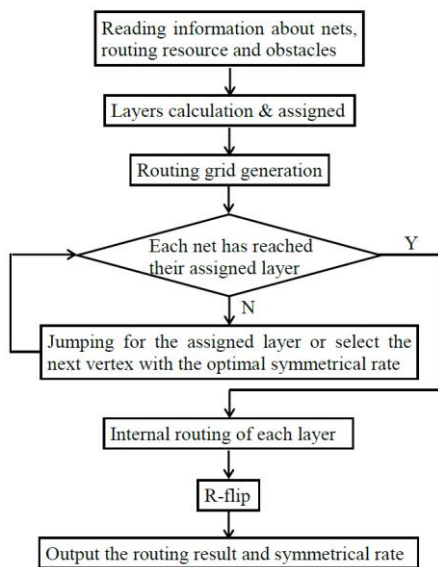 Reading information about nets,
routing resource and obstacles
Layers calculation & assigned
Routing grid generation
Each net has reached
their assigned layer
Y
N
Jumping for the assigned layer or select the
next vertex with the optimal symmetrical rate
Internal routing of each layer
R-flip
Output the routing result and symmetrical rate